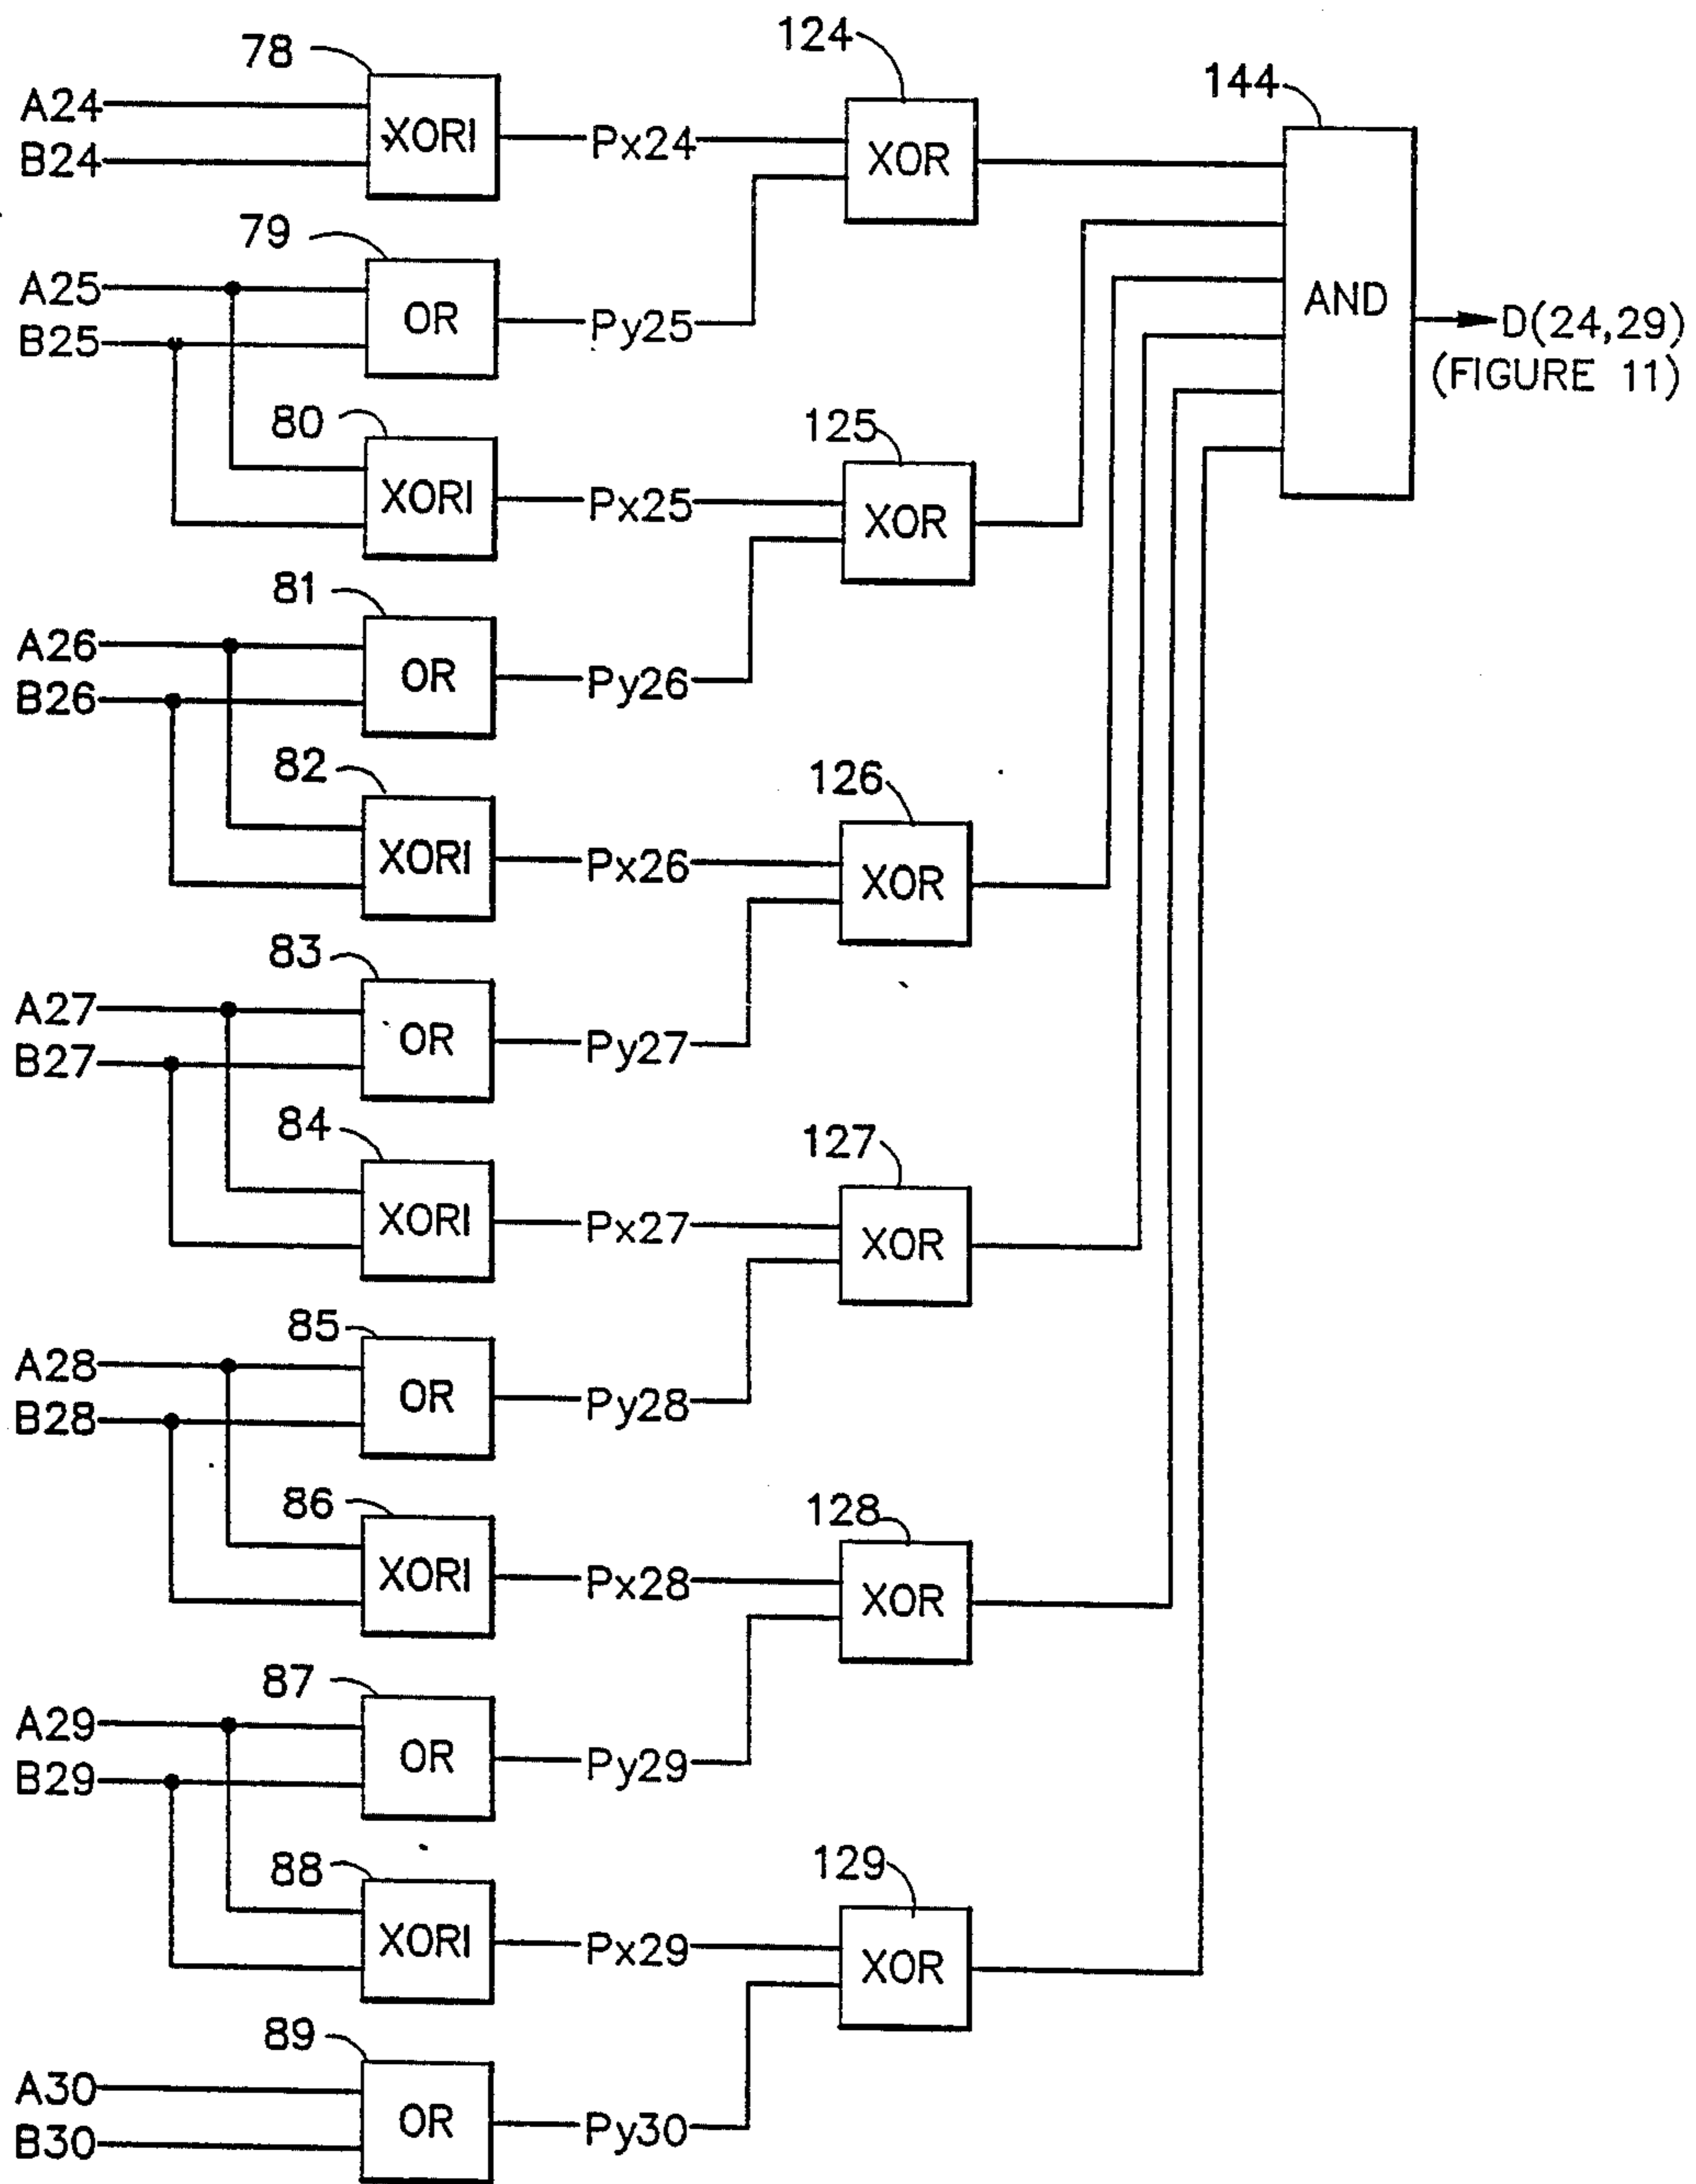 124
78
144
A24
XORI
Px24
XOR
B24
79
A25
OR
Py25
AND
D(24,29)
B25
(FIGURE 11)
80
125
XORI
Px25
XOR
81
A26
OR
Py26
B26
82
126
XORI
Px26
XOR
83
A27
OR
Py27
B27
84
127
XORI
Px27
XOR
85
A28
OR
Py28
B28
86
128
XORI
Px28
XOR
87
A29
OR
Py29
B29
88
129
XORI
Px29
XOR
89
A30
OR
Py30
B30